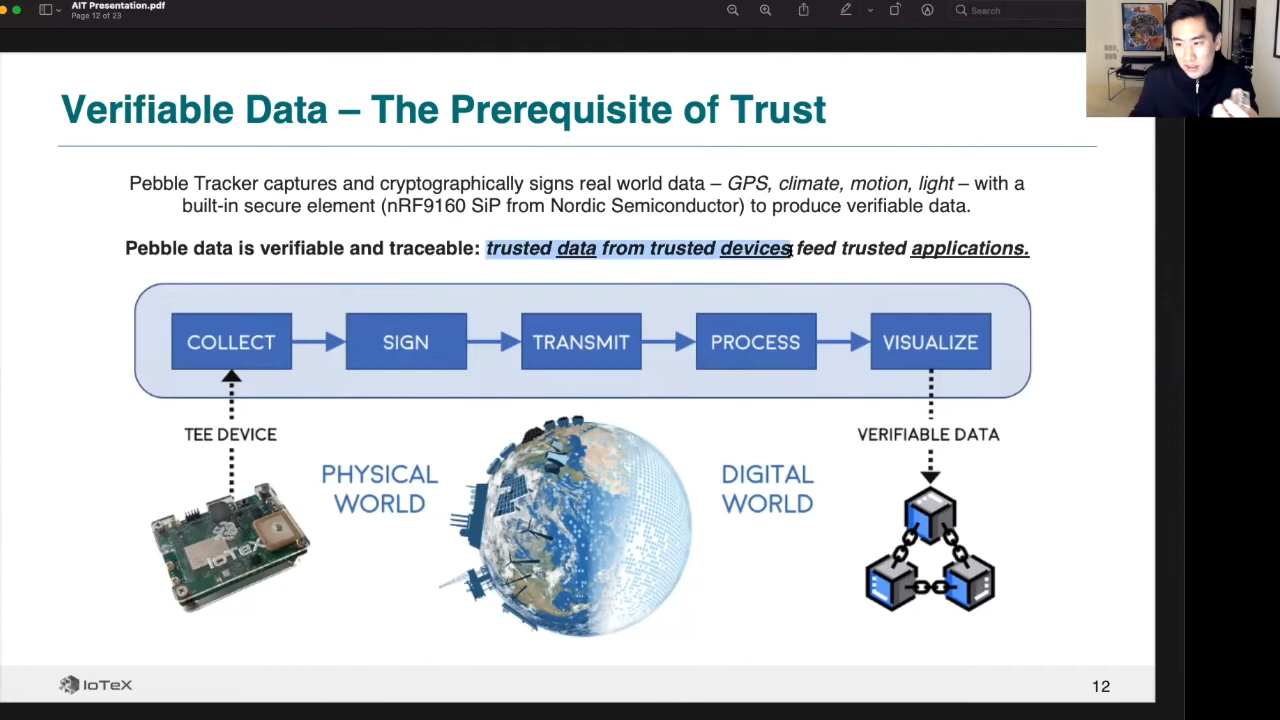 AIT Presentation.pdf
Page 12 of 23
Search
Verifiable Data – The Prerequisite of Trust
Pebble Tracker captures and cryptographically signs real world data – GPS, climate, motion, light – with a
built-in secure element (nRF9160 SiP from Nordic Semiconductor) to produce verifiable data.
Pebble data is verifiable and traceable: trusted data from trusted devices feed trusted applications.
COLLECT
SIGN
TRANSMIT
PROCESS
VISUALIZE
TEE DEVICE
VERIFIABLE DATA
PHYSICAL
WORLD
DIGITAL
WORLD
IoTeX
IoTeX
12